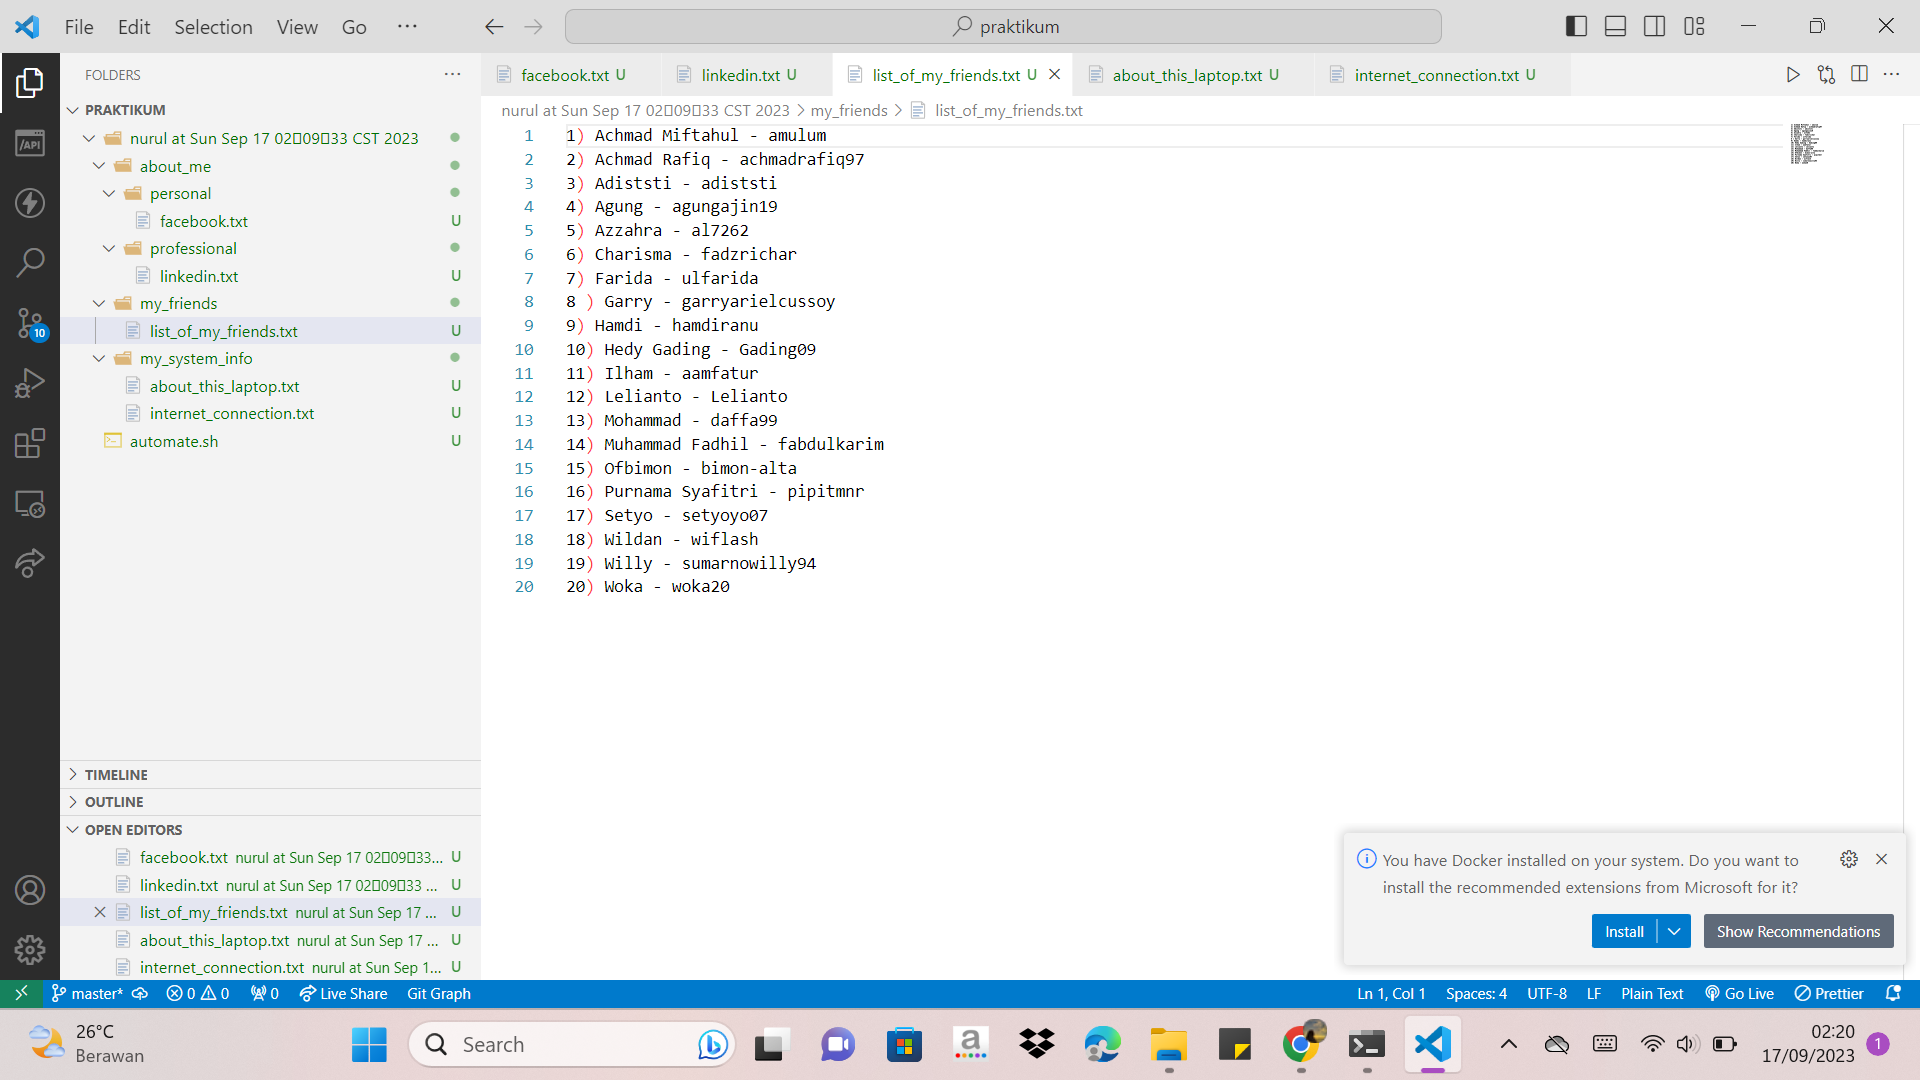 File Edit Selection View Go ···
praktikum
FOLDERS
PRAKTIKUM
nurul at Sun Sep 17 02▯09▯33 CST 2023
about_me
personal
facebook.txt U
professional
linkedin.txt U
my_friends
list_of_my_friends.txt U
my_system_info
about_this_laptop.txt U
internet_connection.txt U
automate.sh U
10
TIMELINE
OUTLINE
OPEN EDITORS
facebook.txt nurul at Sun Sep 17 02▯09▯33... U
linkedin.txt nurul at Sun Sep 17 02▯09▯33 ... U
list_of_my_friends.txt nurul at Sun Sep 17 ... U
about_this_laptop.txt nurul at Sun Sep 17 ... U
internet_connection.txt nurul at Sun Sep 1... U
facebook.txt U linkedin.txt U list_of_my_friends.txt U about_this_laptop.txt U internet_connection.txt U
nurul at Sun Sep 17 02▯09▯33 CST 2023 > my_friends > list_of_my_friends.txt
1 1) Achmad Miftahul - amulum
2 2) Achmad Rafiq - achmadrafiq97
3 3) Adiststi - adiststi
4 4) Agung - agungajin19
5 5) Azzahra - al7262
6 6) Charisma - fadzrichar
7 7) Farida - ulfarida
8 8 ) Garry - garryarielcussoy
9 9) Hamdi - hamdiranu
10 10) Hedy Gading - Gading09
11 11) Ilham - aamfatur
12 12) Lelianto - Lelianto
13 13) Mohammad - daffa99
14 14) Muhammad Fadhil - fabdulkarim
15 15) Ofbimon - bimon-alta
16 16) Purnama Syafitri - pipitmnr
17 17) Setyo - setyoyo07
18 18) Wildan - wiflash
19 19) Willy - sumarnowilly94
20 20) Woka - woka20
You have Docker installed on your system. Do you want to
install the recommended extensions from Microsoft for it?
Install Show Recommendations
master* 0 0 0 Live Share Git Graph Ln 1, Col 1 Spaces: 4 UTF-8 LF Plain Text Go Live Prettier
26°C
Berawan
Search
02:20
17/09/2023
1